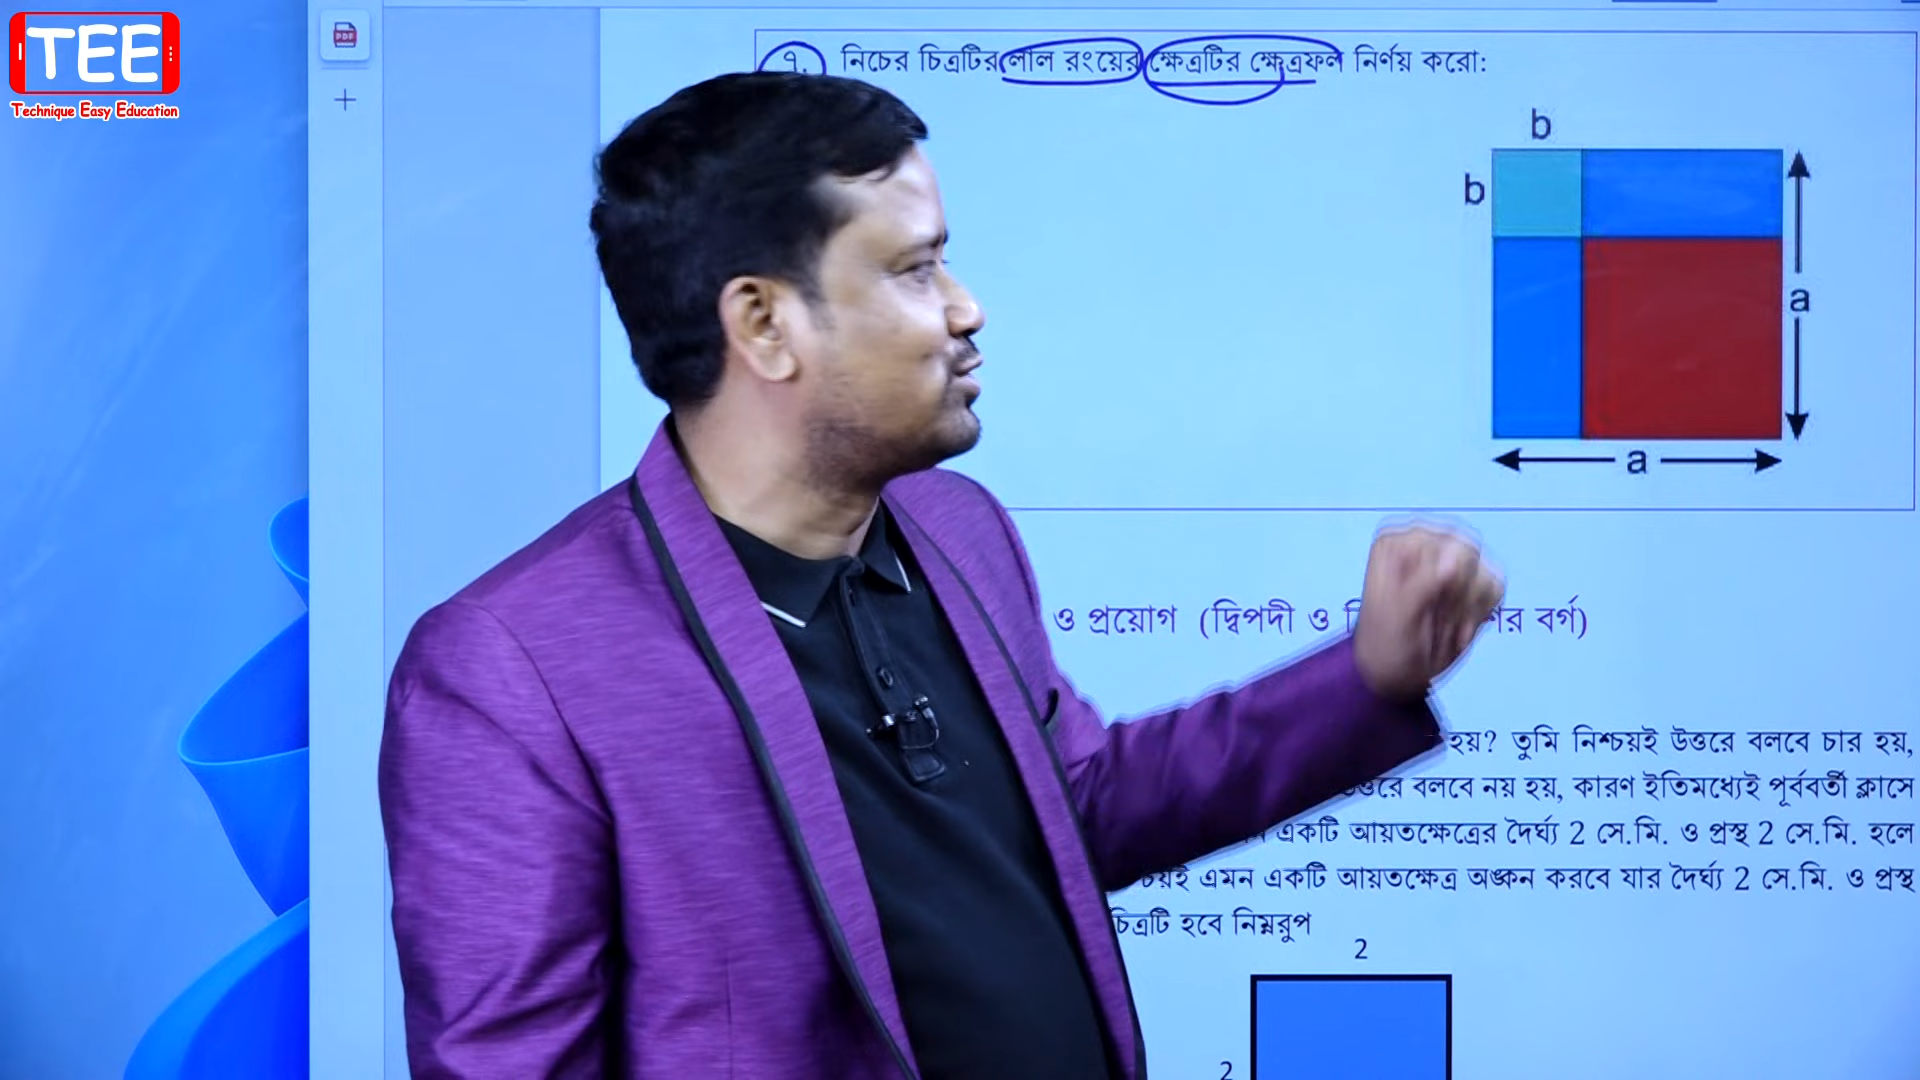 TEE
Technique Easy Education
PDF
৭. নিচের চিত্রটির লাল রংয়ের ক্ষেত্রটির ক্ষেত্রফল নির্ণয় করো:
b
b
a
a
ও প্রয়োগ (দ্বিপদী ও
র বর্গ)
হয়? তুমি নিশ্চয়ই উত্তরে বলবে চার হয়,
বলবে নয় হয়, কারণ ইতিমধ্যেই পূর্ববর্তী ক্লাসে
একটি আয়তক্ষেত্রের দৈর্ঘ্য 2 সে.মি. ও প্রস্থ 2 সে.মি. হলে
এমন একটি আয়তক্ষেত্র অঙ্কন করবে যার দৈর্ঘ্য 2 সে.মি. ও প্রস্থ
চিত্রটি হবে নিম্নরুপ
2
2